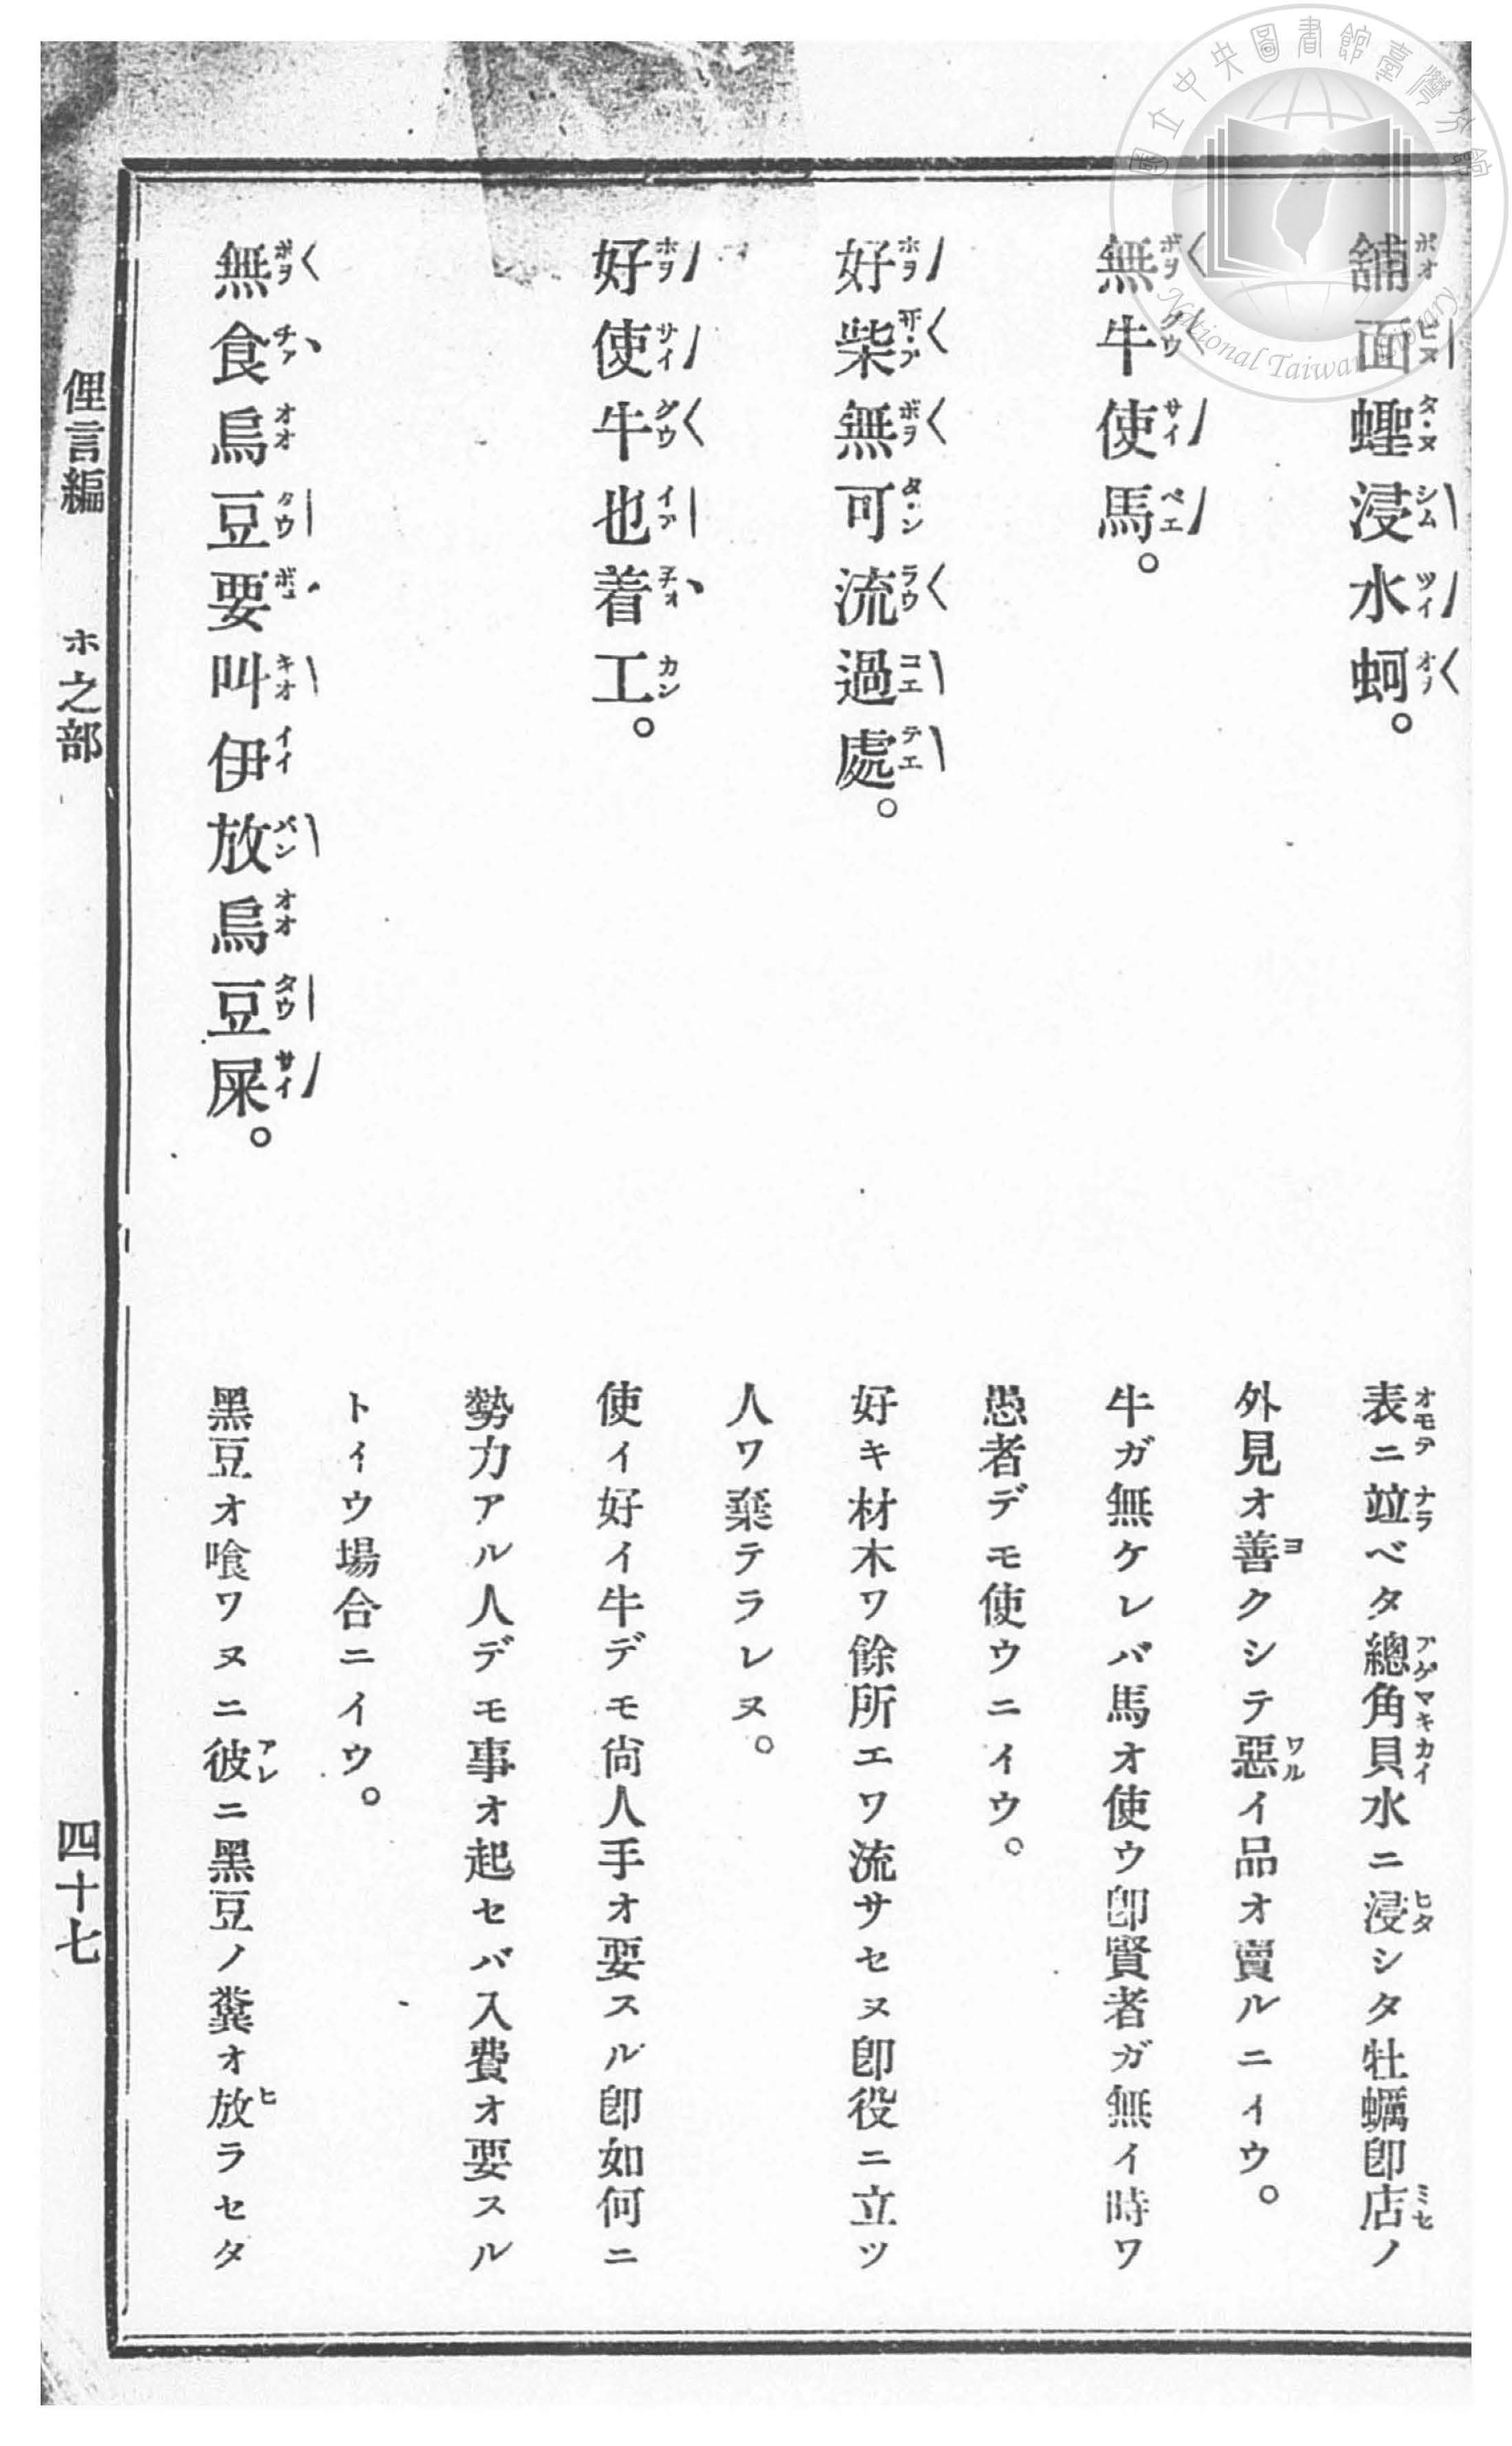 國立中央圖書館臺灣分館
National Taiwan Library
舖面蟶浸水蚵。
表ニ竝ベタ總角貝水ニ浸シタ牡蠣卽店ノ
外見オ善クシテ惡イ品オ賣ルニイウ。
無牛使馬。
牛ガ無ケレバ馬オ使ウ卽賢者ガ無イ時ワ
愚者デモ使ウニイウ。
好柴無可流過處。
好キ材木ワ餘所エワ流サセヌ卽役ニ立ツ
人ワ棄テラレヌ。
好使牛也着工。
使イ好イ牛デモ尙人手オ要スル卽如何ニ
勢力アル人デモ事オ起セバ入費オ要スル
トイウ場合ニイウ。
無食烏豆要叫伊放烏豆屎。
黑豆オ喰ワヌニ彼ニ黑豆ノ糞オ放ラセタ
俚言編 ホ之部 四十七